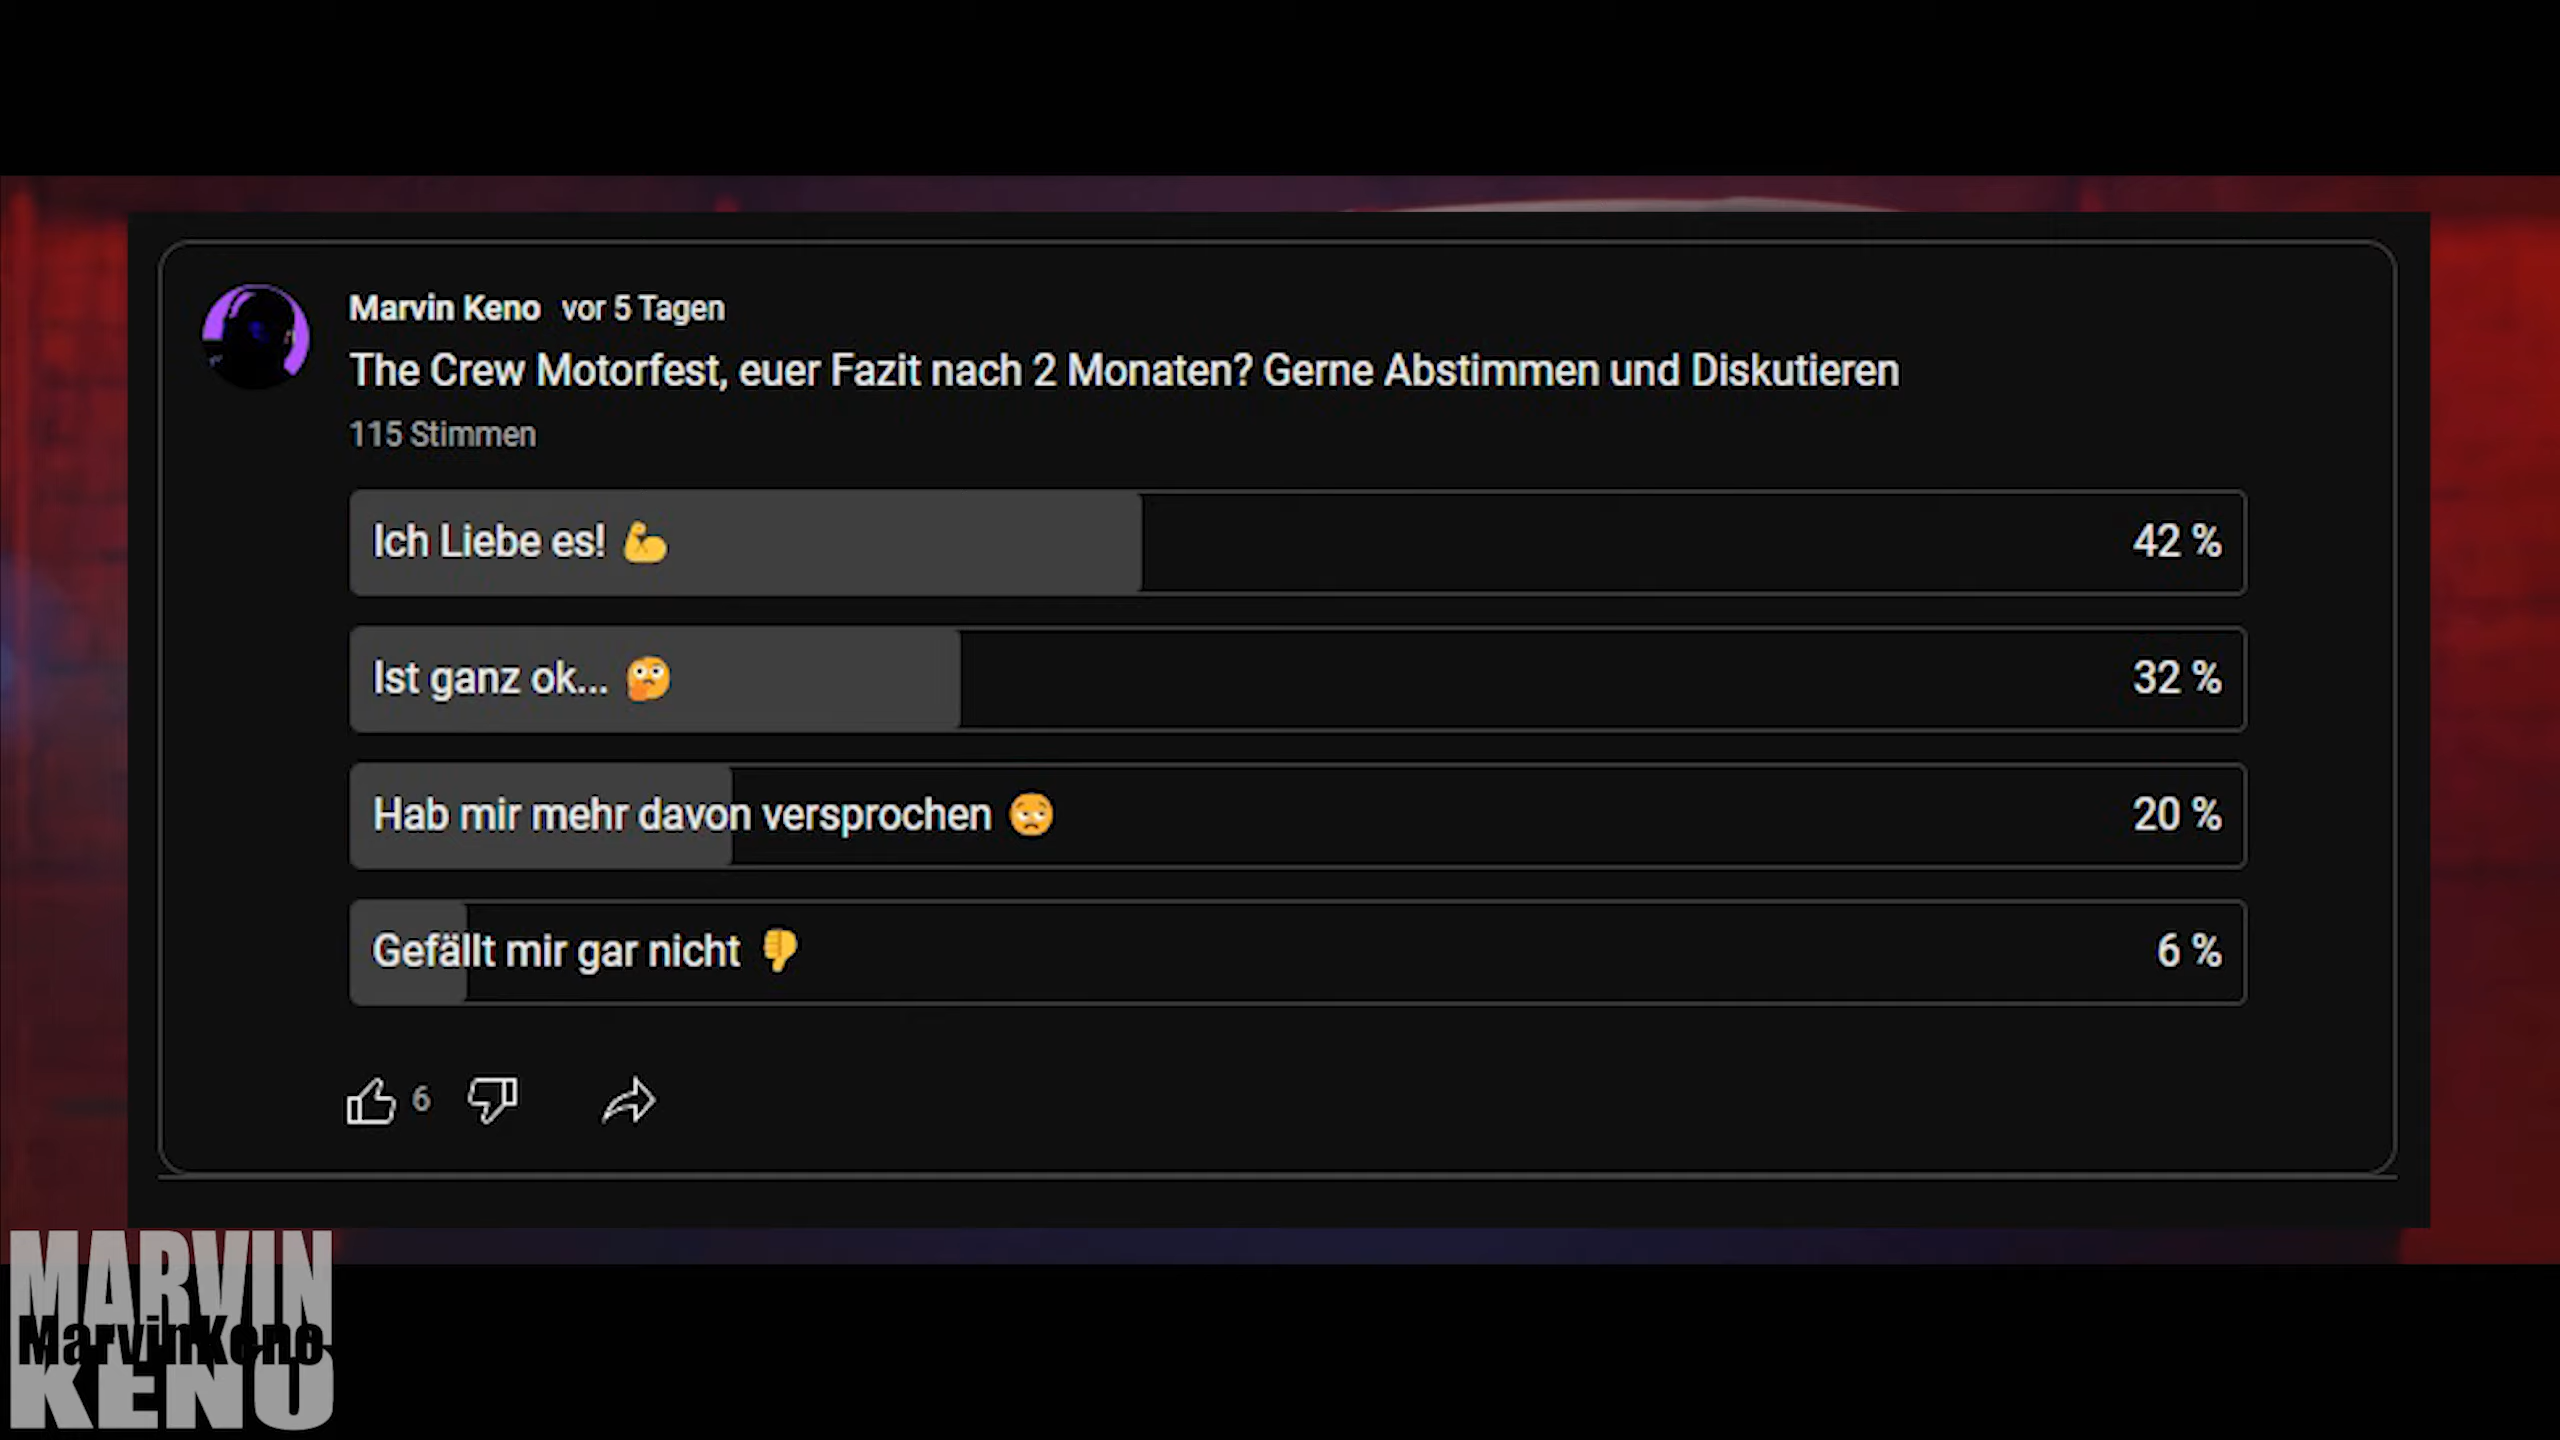 Marvin Keno vor 5 Tagen
The Crew Motorfest, euer Fazit nach 2 Monaten? Gerne Abstimmen und Diskutieren
115 Stimmen
Ich Liebe es! 💪 42 %
Ist ganz ok... 🤔 32 %
Hab mir mehr davon versprochen 😒 20 %
Gefällt mir gar nicht 👎 6 %
6
MARVIN
MarvinKeno
KENO